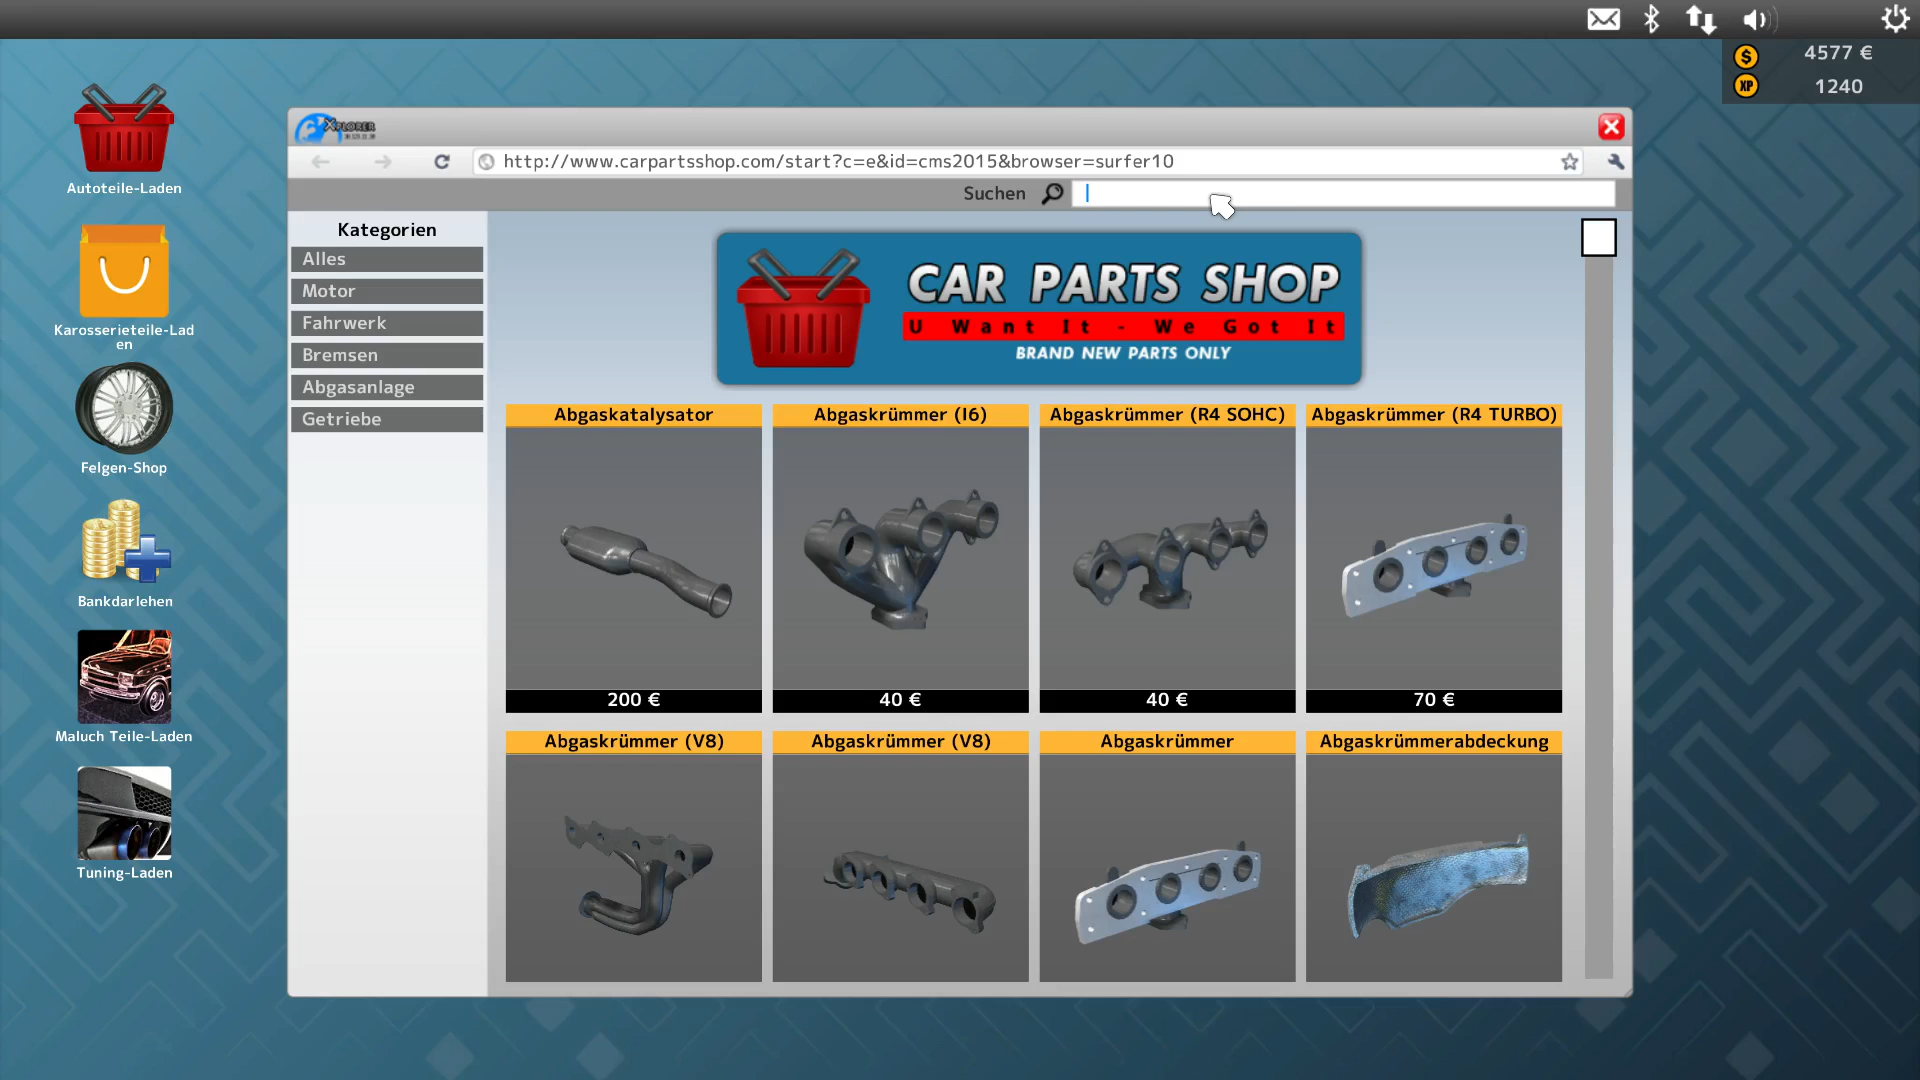 4577 €
XP
1240
XPLORER
http://www.carpartsshop.com/start?c=e&id=cms2015&browser=surfer10
Suchen
Autoteile-Laden
Karosserieteile-Lad
en
Felgen-Shop
Bankdarlehen
Maluch Teile-Laden
Tuning-Laden
Kategorien
Alles
Motor
Fahrwerk
Bremsen
Abgasanlage
Getriebe
CAR PARTS SHOP
U Want It - We Got It
BRAND NEW PARTS ONLY
Abgaskatalysator
Abgaskrümmer (I6)
Abgaskrümmer (R4 SOHC)
Abgaskrümmer (R4 TURBO)
200 €
40 €
40 €
70 €
Abgaskrümmer (V8)
Abgaskrümmer (V8)
Abgaskrümmer
Abgaskrümmerabdeckung